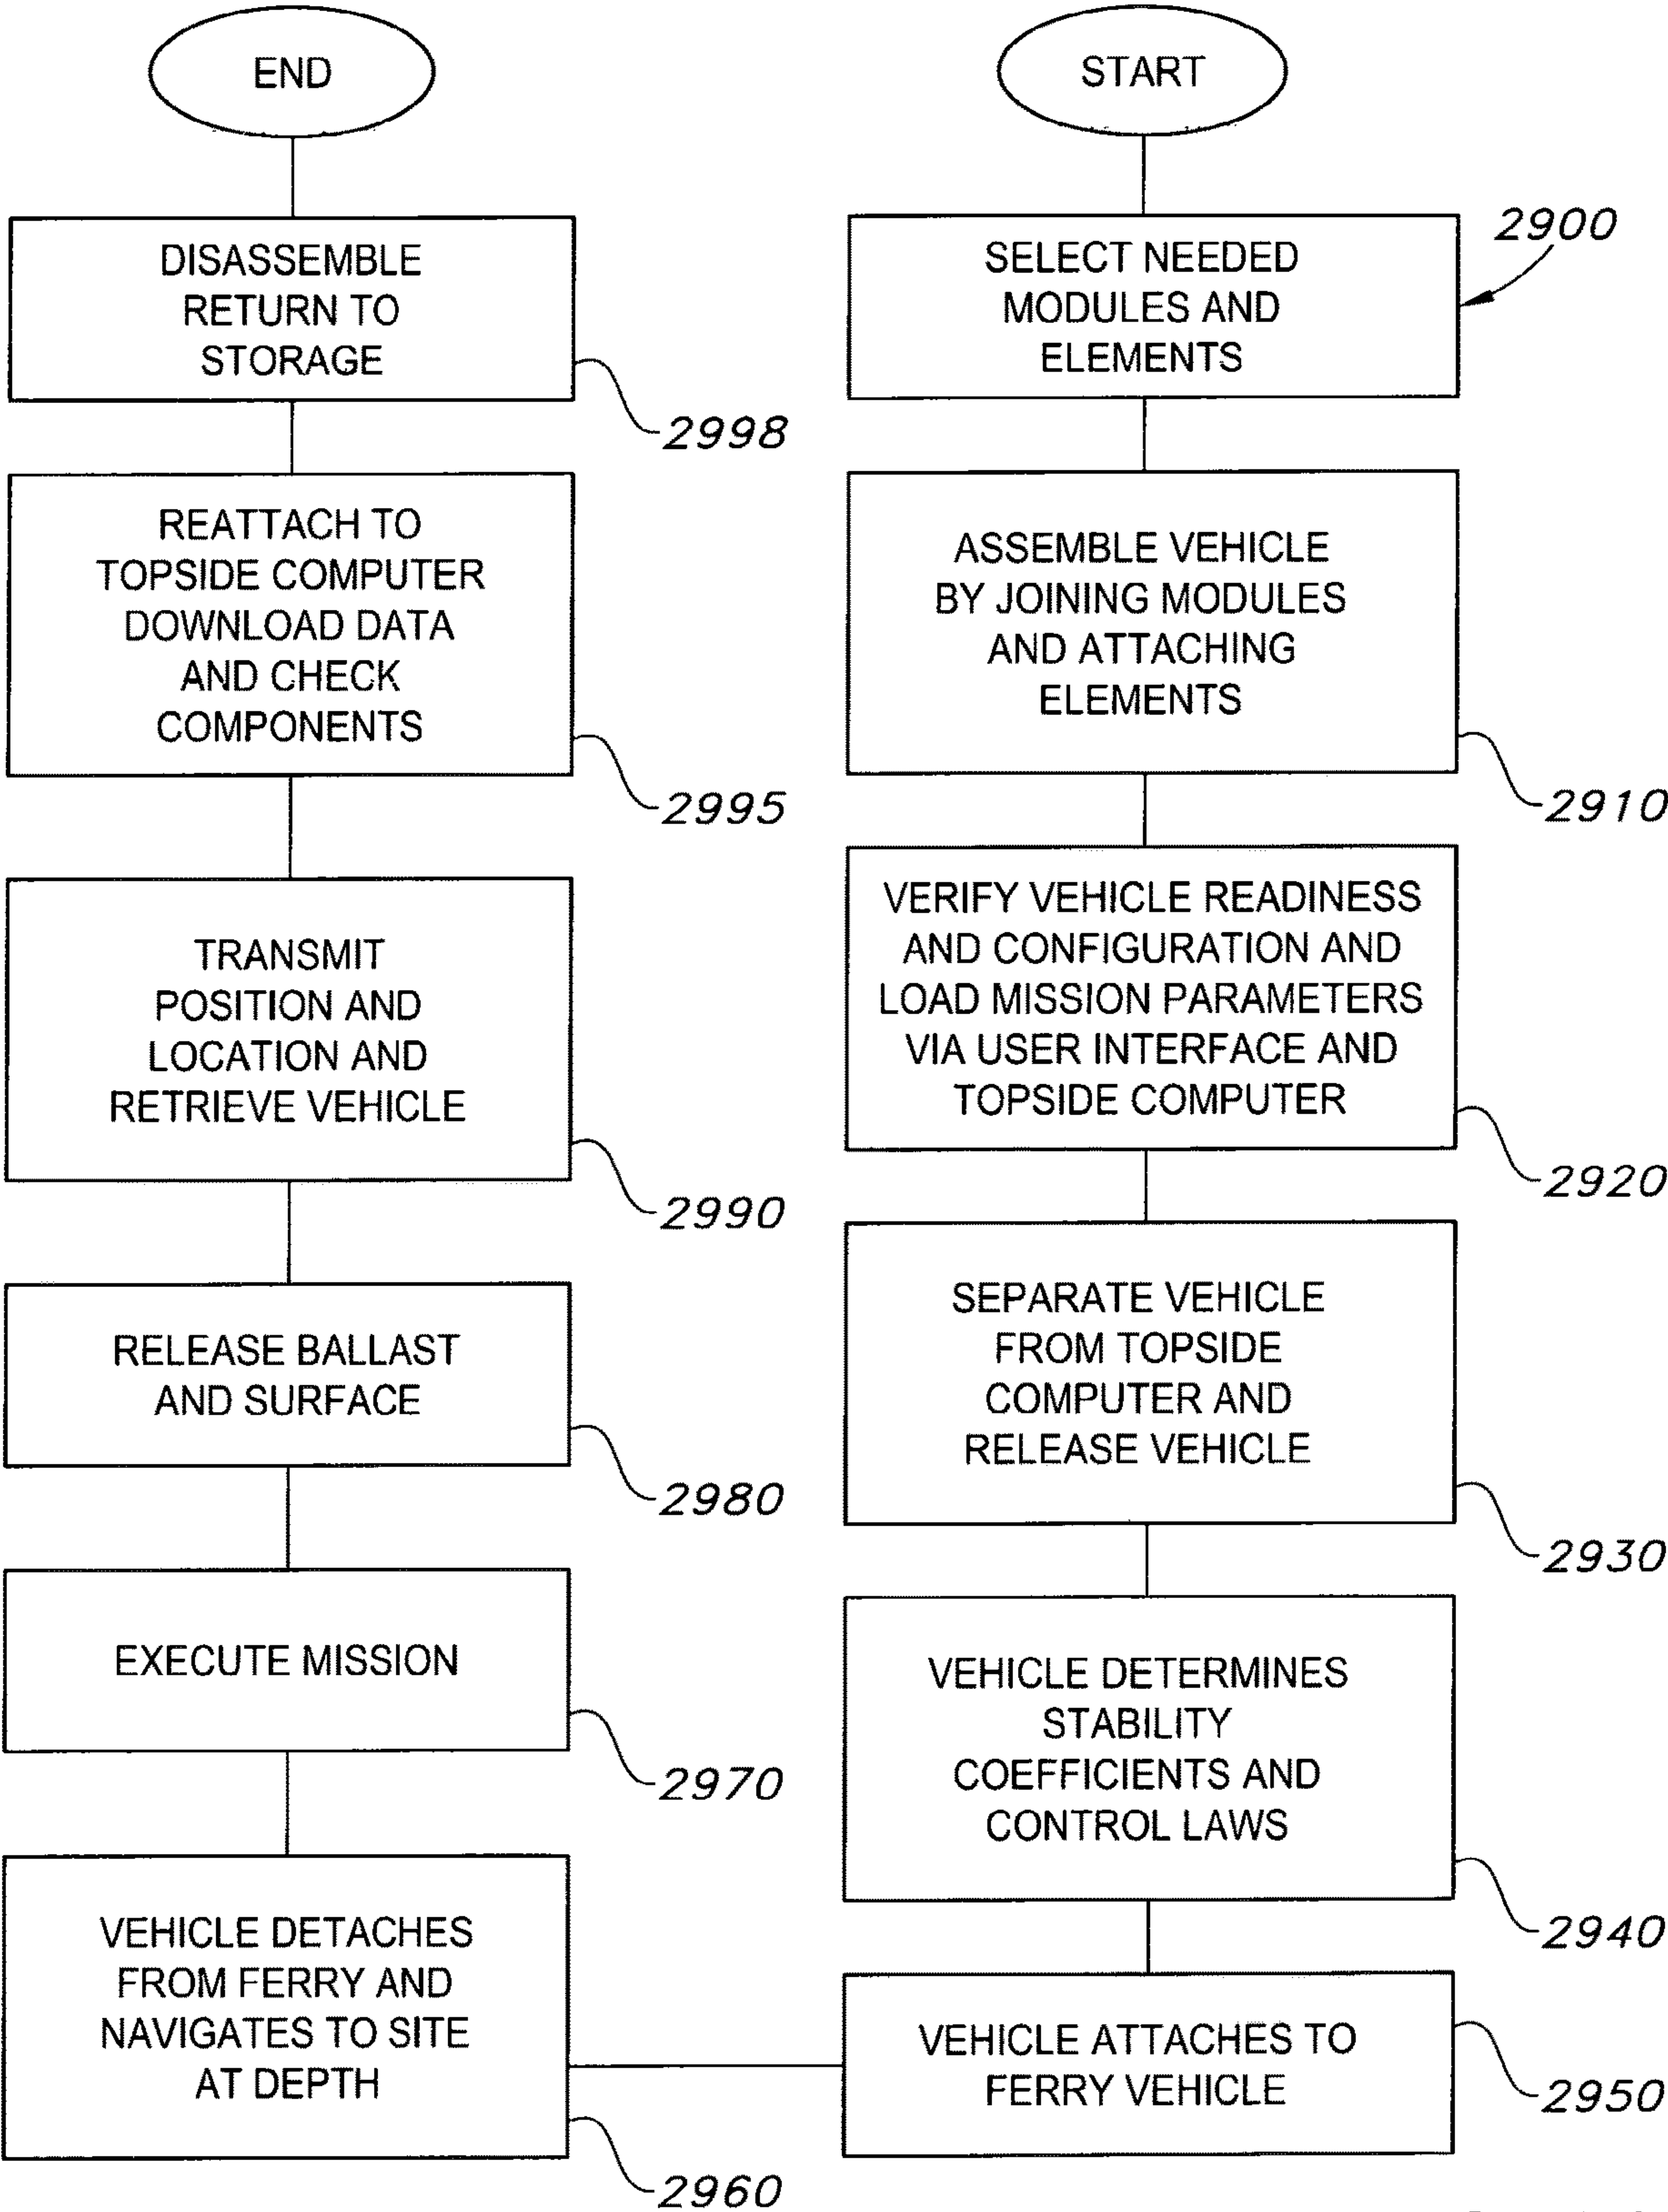 END
DISASSEMBLE
RETURN TO
STORAGE
2998
REATTACH TO
TOPSIDE COMPUTER
DOWNLOAD DATA
AND CHECK
COMPONENTS
2995
TRANSMIT
POSITION AND
LOCATION AND
RETRIEVE VEHICLE
2990
RELEASE BALLAST
AND SURFACE
2980
EXECUTE MISSION
2970
VEHICLE DETACHES
FROM FERRY AND
NAVIGATES TO SITE
AT DEPTH
2960
START
SELECT NEEDED
MODULES AND
ELEMENTS
2900
ASSEMBLE VEHICLE
BY JOINING MODULES
AND ATTACHING
ELEMENTS
2910
VERIFY VEHICLE READINESS
AND CONFIGURATION AND
LOAD MISSION PARAMETERS
VIA USER INTERFACE AND
TOPSIDE COMPUTER
2920
SEPARATE VEHICLE
FROM TOPSIDE
COMPUTER AND
RELEASE VEHICLE
2930
VEHICLE DETERMINES
STABILITY
COEFFICIENTS AND
CONTROL LAWS
2940
VEHICLE ATTACHES TO
FERRY VEHICLE
2950